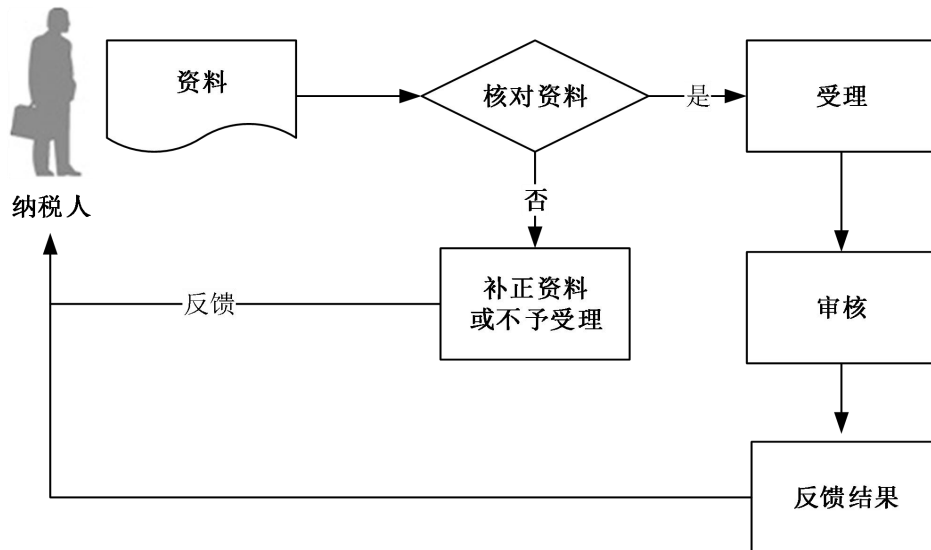 资料
核对资料
是
受理
纳税人
否
补正资料
或不予受理
反馈
审核
反馈结果